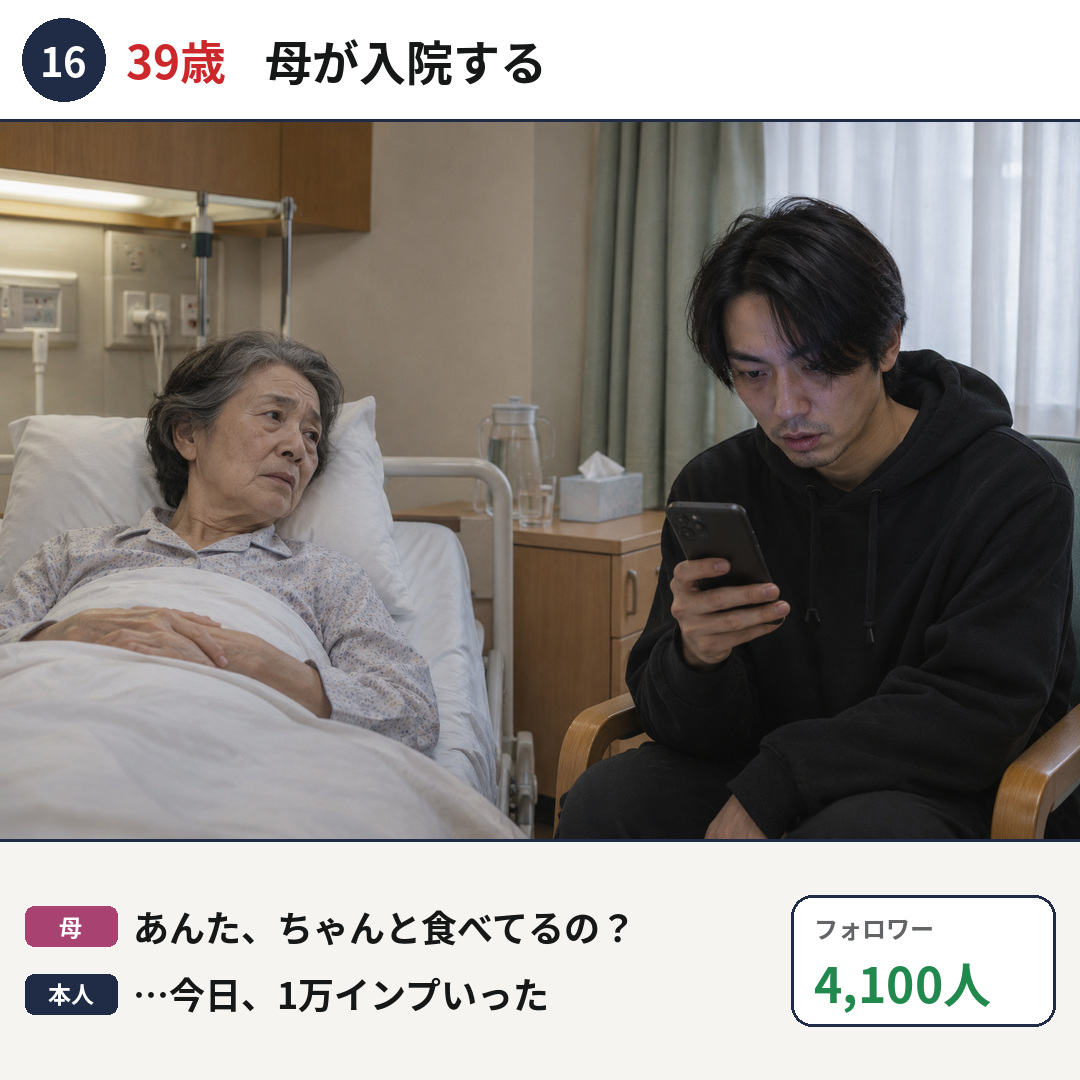 16 39歳 母が入院する
母 あんた、ちゃんと食べてるの？
本人 …今日、1万インプいった
フォロワー
4,100人